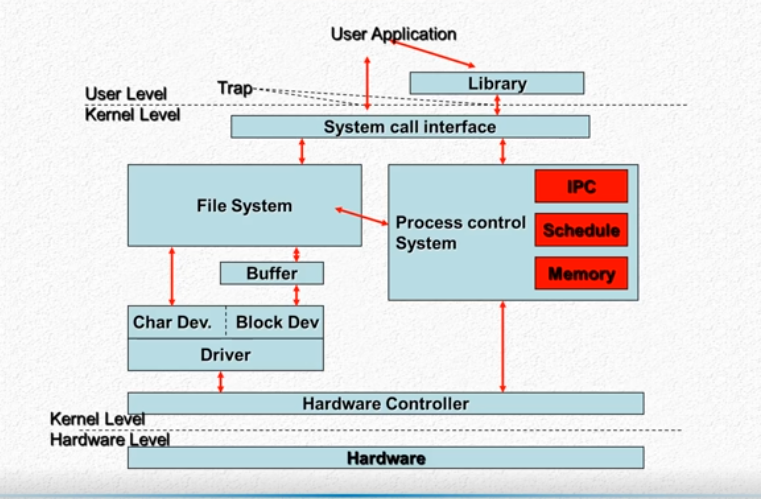 User Application
Library
Trap
User Level
Kernel Level
System call interface
File System
Process control
System
IPC
Schedule
Memory
Buffer
Char Dev.
Block Dev
Driver
Hardware Controller
Kernel Level
Hardware Level
Hardware